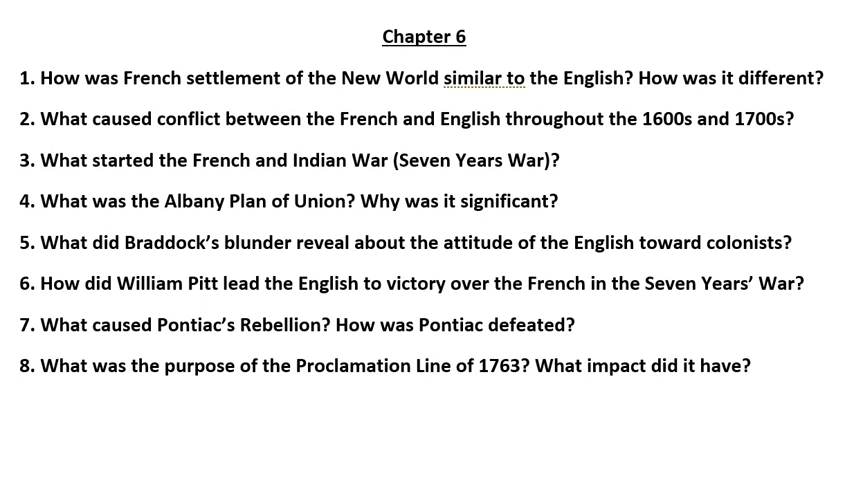 Chapter 6
1. How was French settlement of the New World similar to the English? How was it different?
2. What caused conflict between the French and English throughout the 1600s and 1700s?
3. What started the French and Indian War (Seven Years War)?
4. What was the Albany Plan of Union? Why was it significant?
5. What did Braddock’s blunder reveal about the attitude of the English toward colonists?
6. How did William Pitt lead the English to victory over the French in the Seven Years’ War?
7. What caused Pontiac’s Rebellion? How was Pontiac defeated?
8. What was the purpose of the Proclamation Line of 1763? What impact did it have?